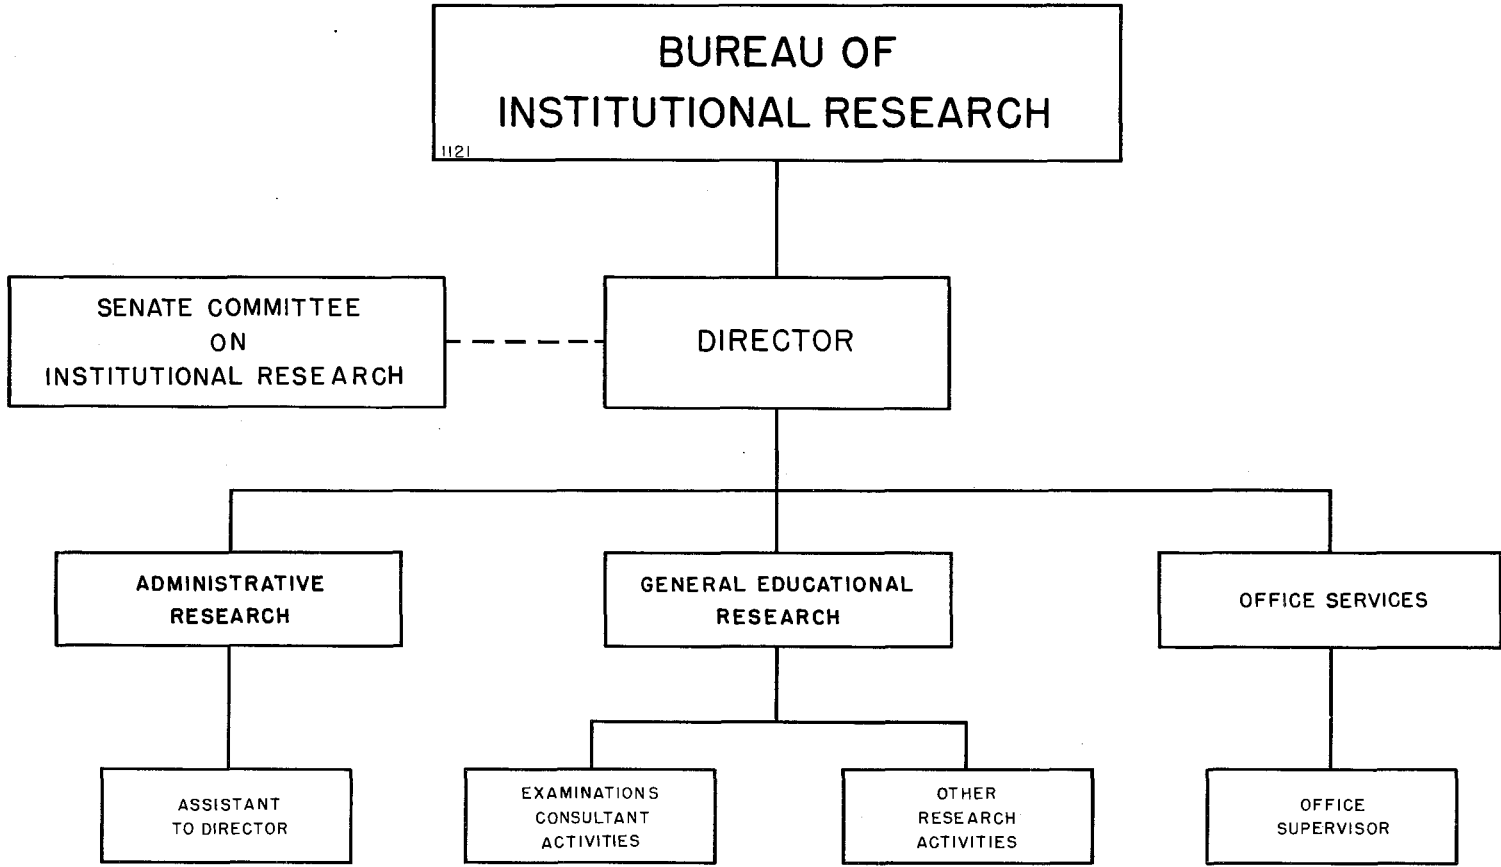 BUREAU OF
INSTITUTIONAL RESEARCH
1121
SENATE COMMITTEE
ON
INSTITUTIONAL RESEARCH
DIRECTOR
ADMINISTRATIVE
RESEARCH
GENERAL EDUCATIONAL
RESEARCH
OFFICE SERVICES
ASSISTANT
TO DIRECTOR
EXAMINATIONS
CONSULTANT
ACTIVITIES
OTHER
RESEARCH
ACTIVITIES
OFFICE
SUPERVISOR